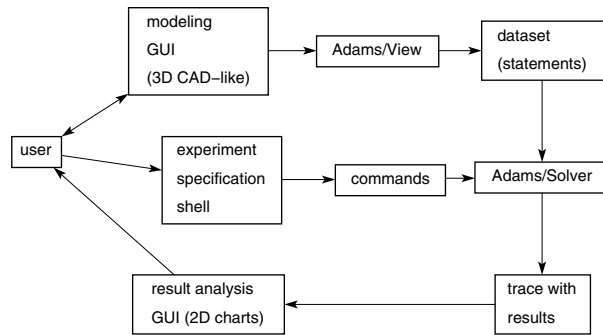 modeling
GUI
(3D CAD−like)
Adams/View
dataset
(statements)
user
experiment
specification
shell
commands
Adams/Solver
result analysis
GUI (2D charts)
trace with
results